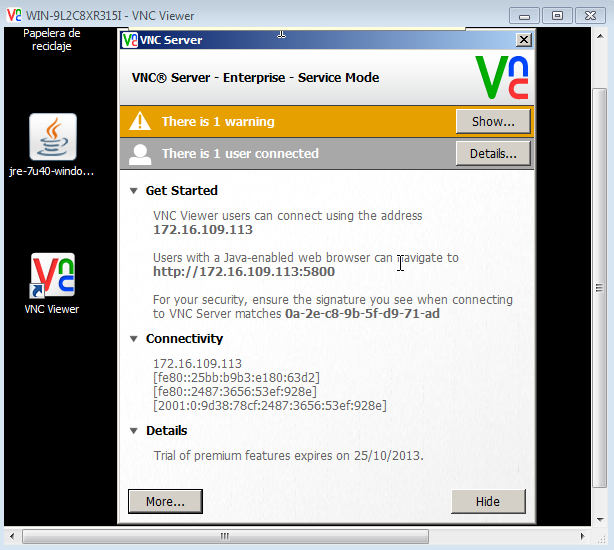 WIN-9L2C8XR315I - VNC Viewer
Papelera de
reciclaje
jre-7u40-windo...
VNC Viewer
VNC Server
VNC® Server - Enterprise - Service Mode
There is 1 warning
Show...
There is 1 user connected
Details...
Get Started
VNC Viewer users can connect using the address
172.16.109.113
Users with a Java-enabled web browser can navigate to
http://172.16.109.113:5800
For your security, ensure the signature you see when connecting
to VNC Server matches 0a-2e-c8-9b-5f-d9-71-ad
Connectivity
172.16.109.113
[fe80::25bb:b9b3:e180:63d2]
[fe80::2487:3656:53ef:928e]
[2001:0:9d38:78cf:2487:3656:53ef:928e]
Details
Trial of premium features expires on 25/10/2013.
More...
Hide